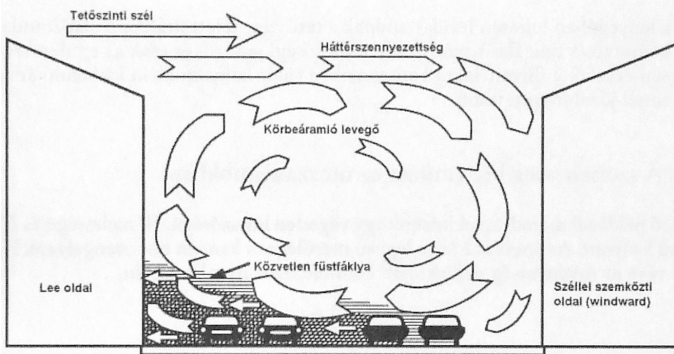 Tetőszinti szél
Háttérszennyezettség
Körbeáramló levegő
Közvetlen füstfáklya
Lee oldal
Széllel szemközti
oldal (windward)